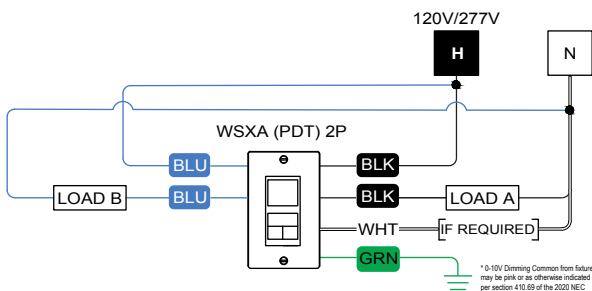 120V/277V
H
N
WSXA (PDT) 2P
BLU
BLK
LOAD B
BLU
BLK
LOAD A
WHT
IF REQUIRED
GRN
* 0-10V Dimming Common from fixture
may be pink or as otherwise indicated
per section 410.69 of the 2020 NEC